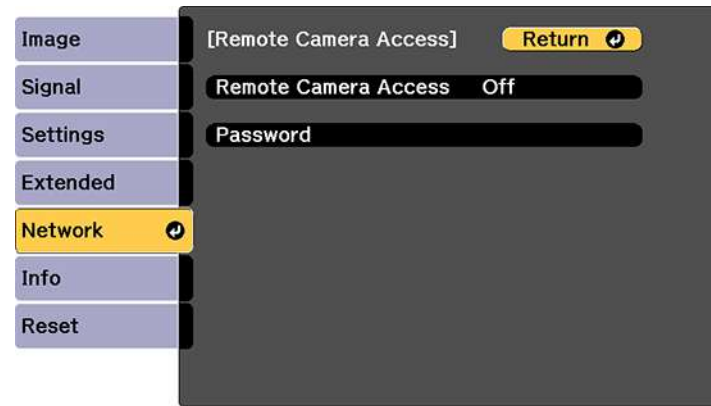 Image
Signal
Settings
Extended
Network
Info
Reset
[Remote Camera Access] Return
Remote Camera Access Off
Password